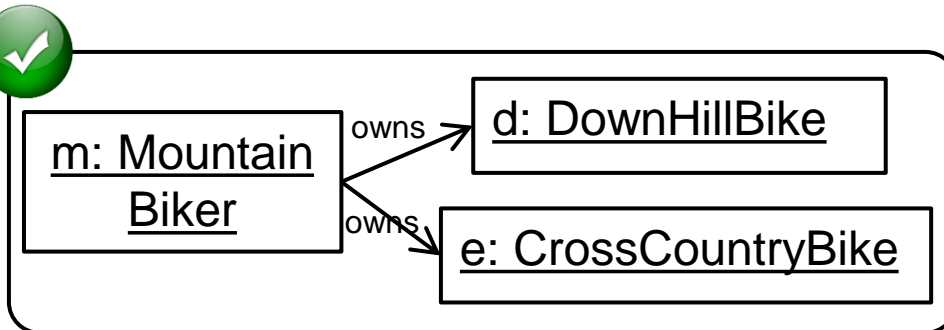 owns
d: DownHillBike
m: Mountain
Biker
owns
e: CrossCountryBike